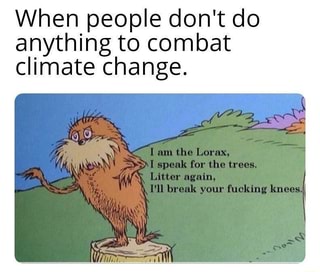 When people don't do
anything to combat
climate change.
I am the Lorax.
I speak for the trees.
Litter again,
I'll break your fucking knees.